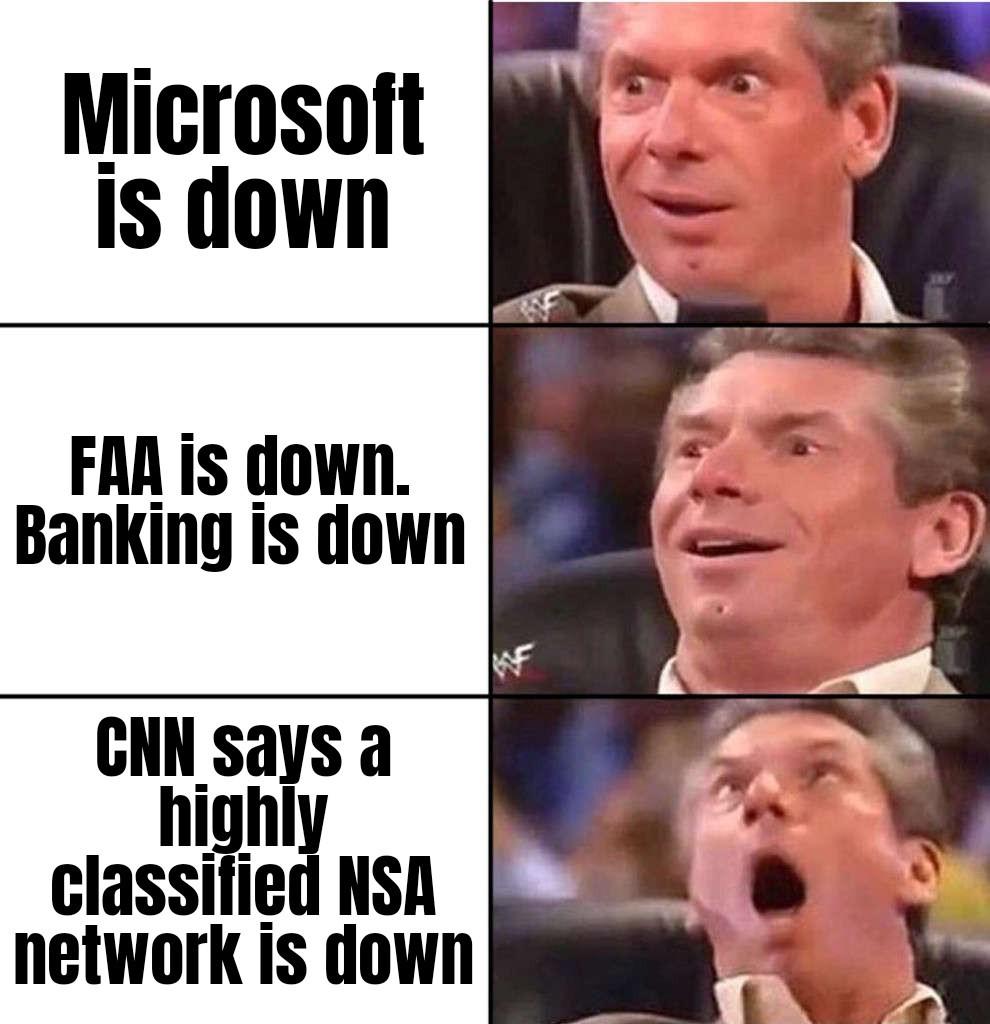 Microsoft
is down
FAA is down.
Banking is down
CNN says a
highly
classified NSA
network is down